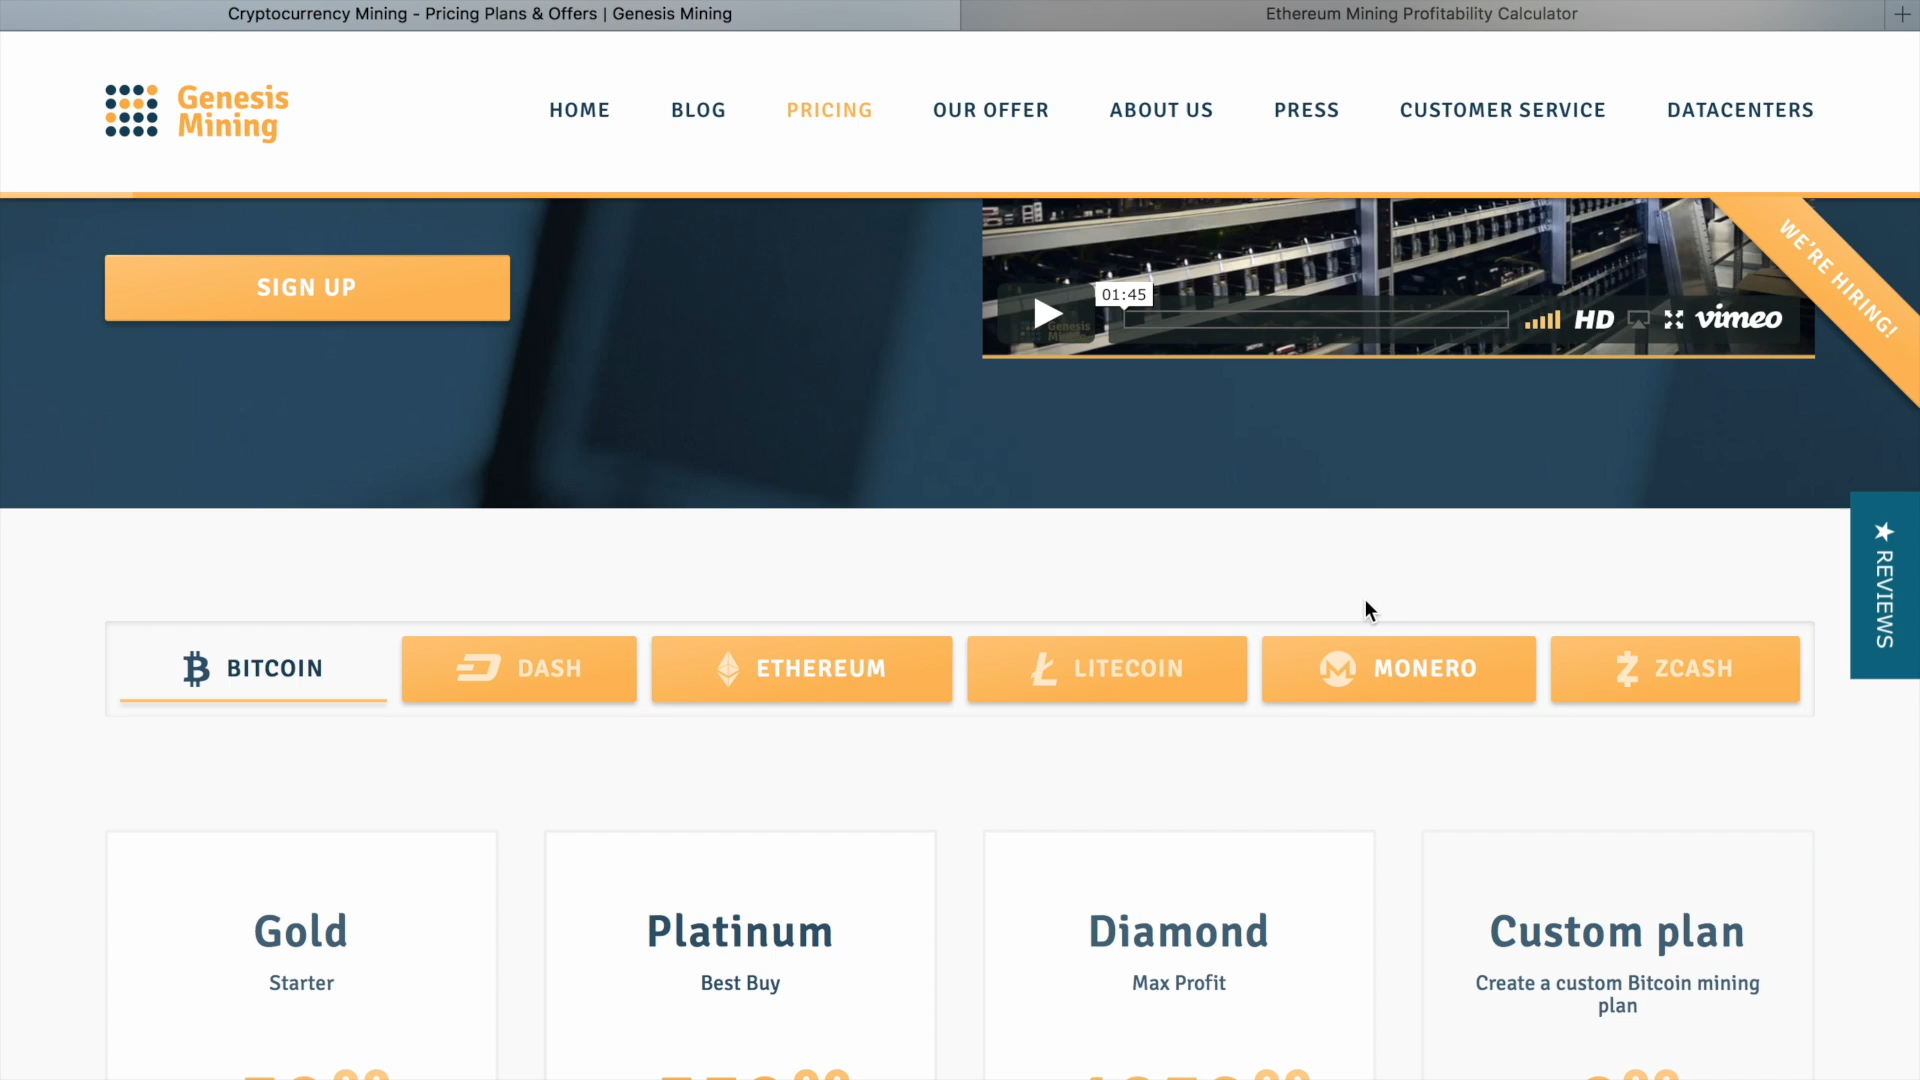 Cryptocurrency Mining - Pricing Plans & Offers | Genesis Mining
Ethereum Mining Profitability Calculator
Genesis
Mining
HOME
BLOG
PRICING
OUR OFFER
ABOUT US
PRESS
CUSTOMER SERVICE
DATACENTERS
WE'RE HIRING!
SIGN UP
01:45
Genesis
HD
vimeo
★ REVIEWS
BITCOIN
DASH
ETHEREUM
LITECOIN
MONERO
ZCASH
Gold
Starter
Platinum
Best Buy
Diamond
Max Profit
Custom plan
Create a custom Bitcoin mining
plan